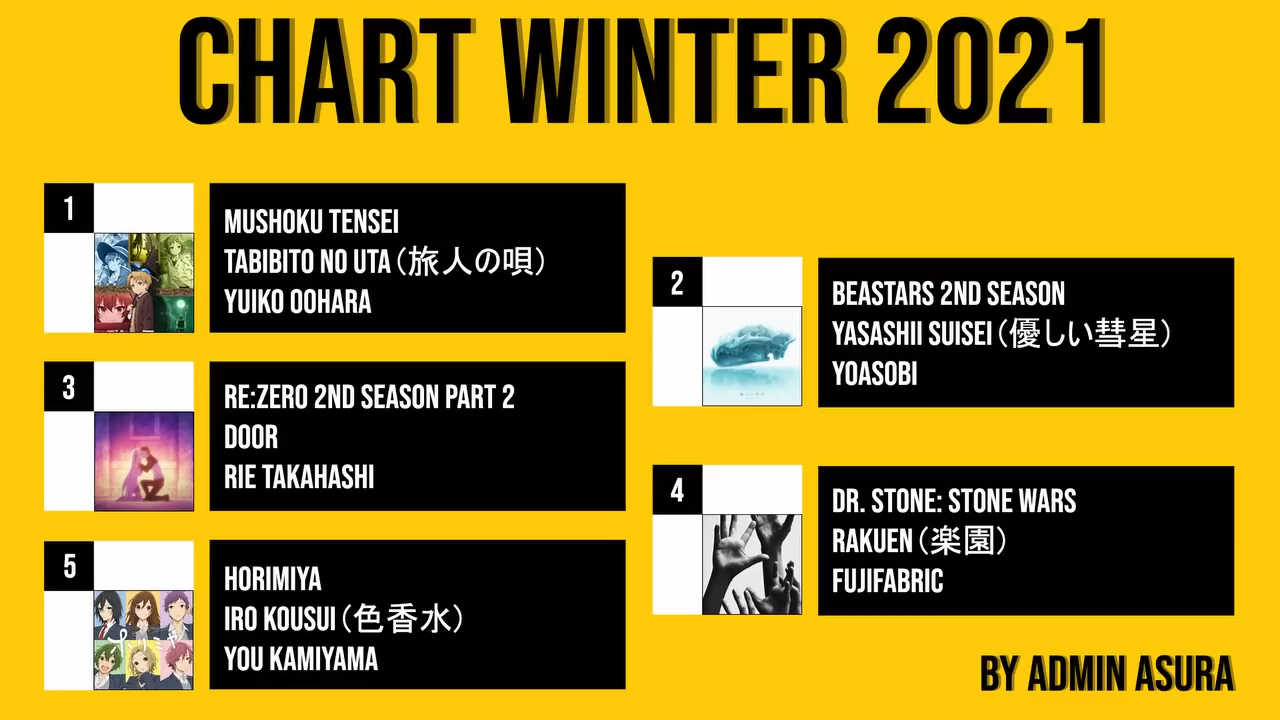 CHART WINTER 2021
1
MUSHOKU TENSEI
TABIBITO NO UTA (旅人の唄)
YUIKO OOHARA
2
BEASTARS 2ND SEASON
YASASHII SUISEI (優しい彗星)
YOASOBI
3
RE:ZERO 2ND SEASON PART 2
DOOR
RIE TAKAHASHI
4
DR. STONE: STONE WARS
RAKUEN (楽園)
FUJIFABRIC
5
HORIMIYA
IRO KOUSUI (色香水)
YOU KAMIYAMA
BY ADMIN ASURA